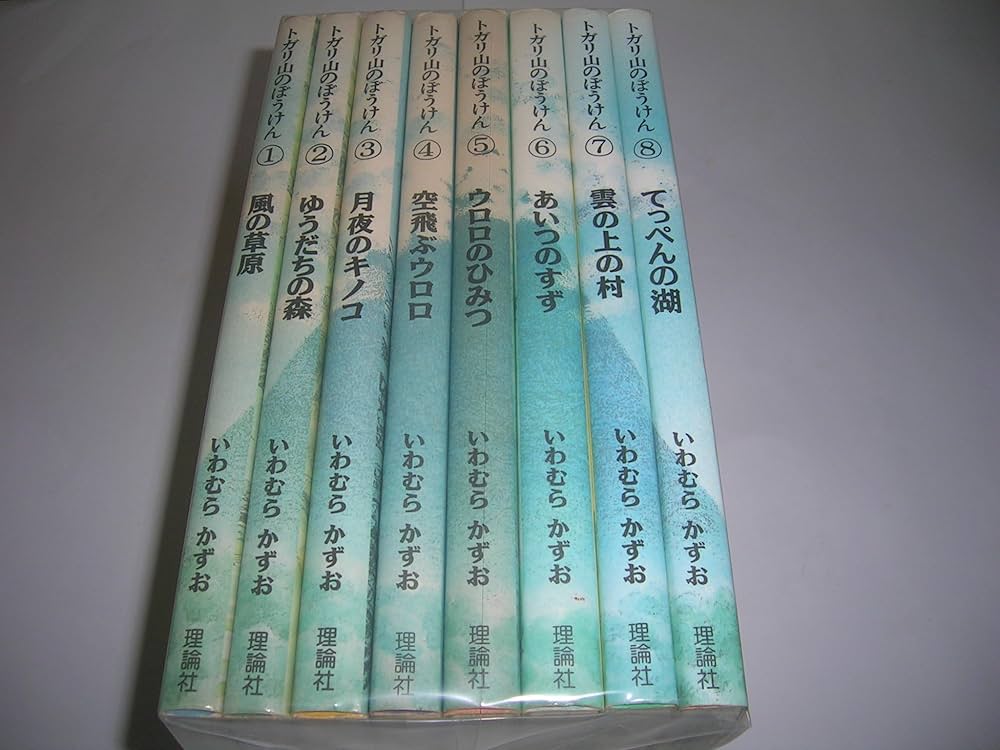 トガリ山のぼうけん ①
風の草原
いわむら かずお
理論社
トガリ山のぼうけん ②
ゆうだちの森
いわむら かずお
理論社
トガリ山のぼうけん ③
月夜のキノコ
いわむら かずお
理論社
トガリ山のぼうけん ④
空飛ぶウロロ
いわむら かずお
理論社
トガリ山のぼうけん ⑤
ウロロのひみつ
いわむら かずお
理論社
トガリ山のぼうけん ⑥
あいつのすず
いわむら かずお
理論社
トガリ山のぼうけん ⑦
雲の上の村
いわむら かずお
理論社
トガリ山のぼうけん ⑧
てっぺんの湖
いわむら かずお
理論社